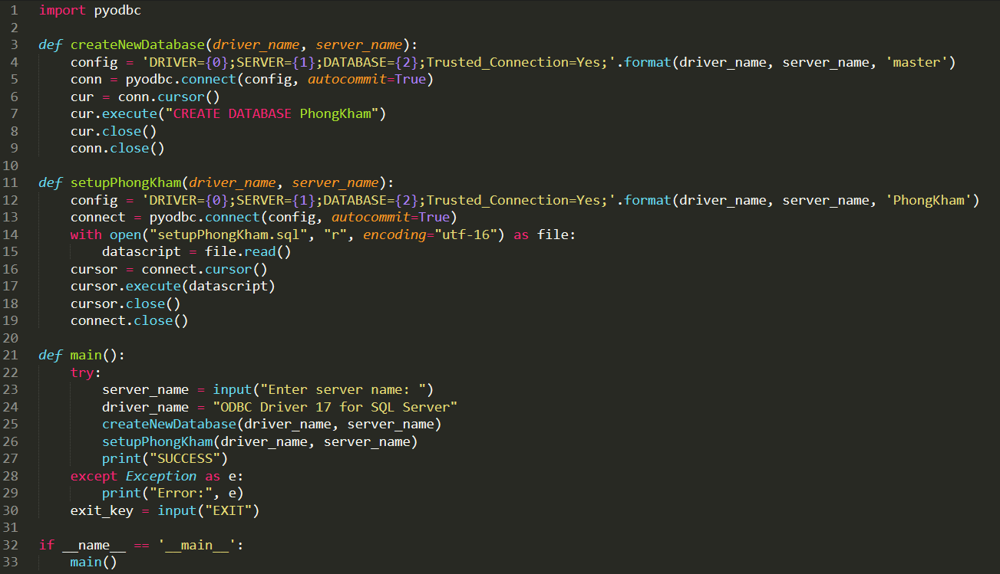 1 import pyodbc
2
3 def createNewDatabase(driver_name, server_name):
4     config = 'DRIVER={0};SERVER={1};DATABASE={2};Trusted_Connection=Yes;'.format(driver_name, server_name, 'master')
5     conn = pyodbc.connect(config, autocommit=True)
6     cur = conn.cursor()
7     cur.execute("CREATE DATABASE PhongKham")
8     cur.close()
9     conn.close()
10
11 def setupPhongKham(driver_name, server_name):
12     config = 'DRIVER={0};SERVER={1};DATABASE={2};Trusted_Connection=Yes;'.format(driver_name, server_name, 'PhongKham')
13     connect = pyodbc.connect(config, autocommit=True)
14     with open("setupPhongKham.sql", "r", encoding="utf-16") as file:
15         datascript = file.read()
16     cursor = connect.cursor()
17     cursor.execute(datascript)
18     cursor.close()
19     connect.close()
20
21 def main():
22     try:
23         server_name = input("Enter server name: ")
24         driver_name = "ODBC Driver 17 for SQL Server"
25         createNewDatabase(driver_name, server_name)
26         setupPhongKham(driver_name, server_name)
27         print("SUCCESS")
28     except Exception as e:
29         print("Error:", e)
30     exit_key = input("EXIT")
31
32 if __name__ == '__main__':
33     main()